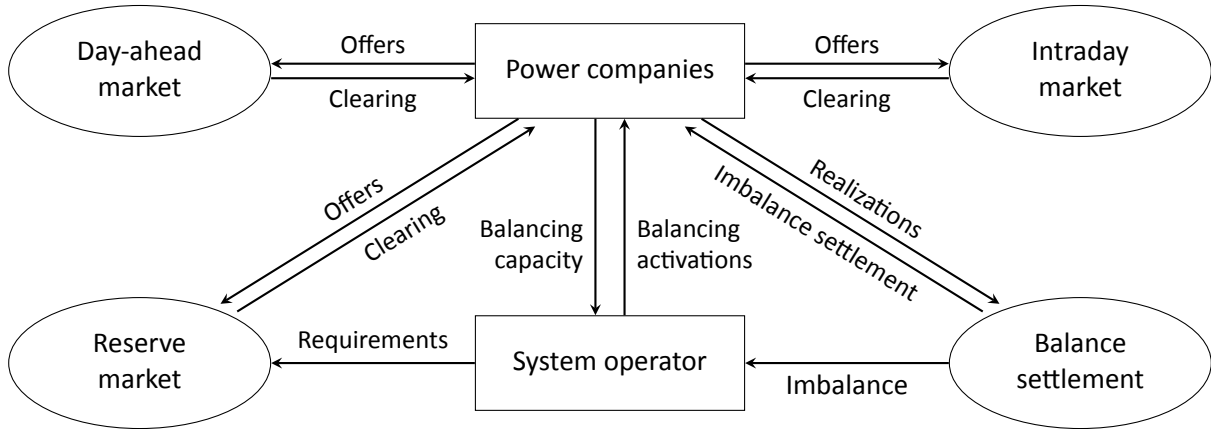 Day-ahead
market
Offers
Clearing
Power companies
Offers
Clearing
Intraday
market
Offers
Clearing
Balancing
capacity
Balancing
activations
Realizations
Imbalance settlement
Reserve
market
Requirements
System operator
Imbalance
Balance
settlement